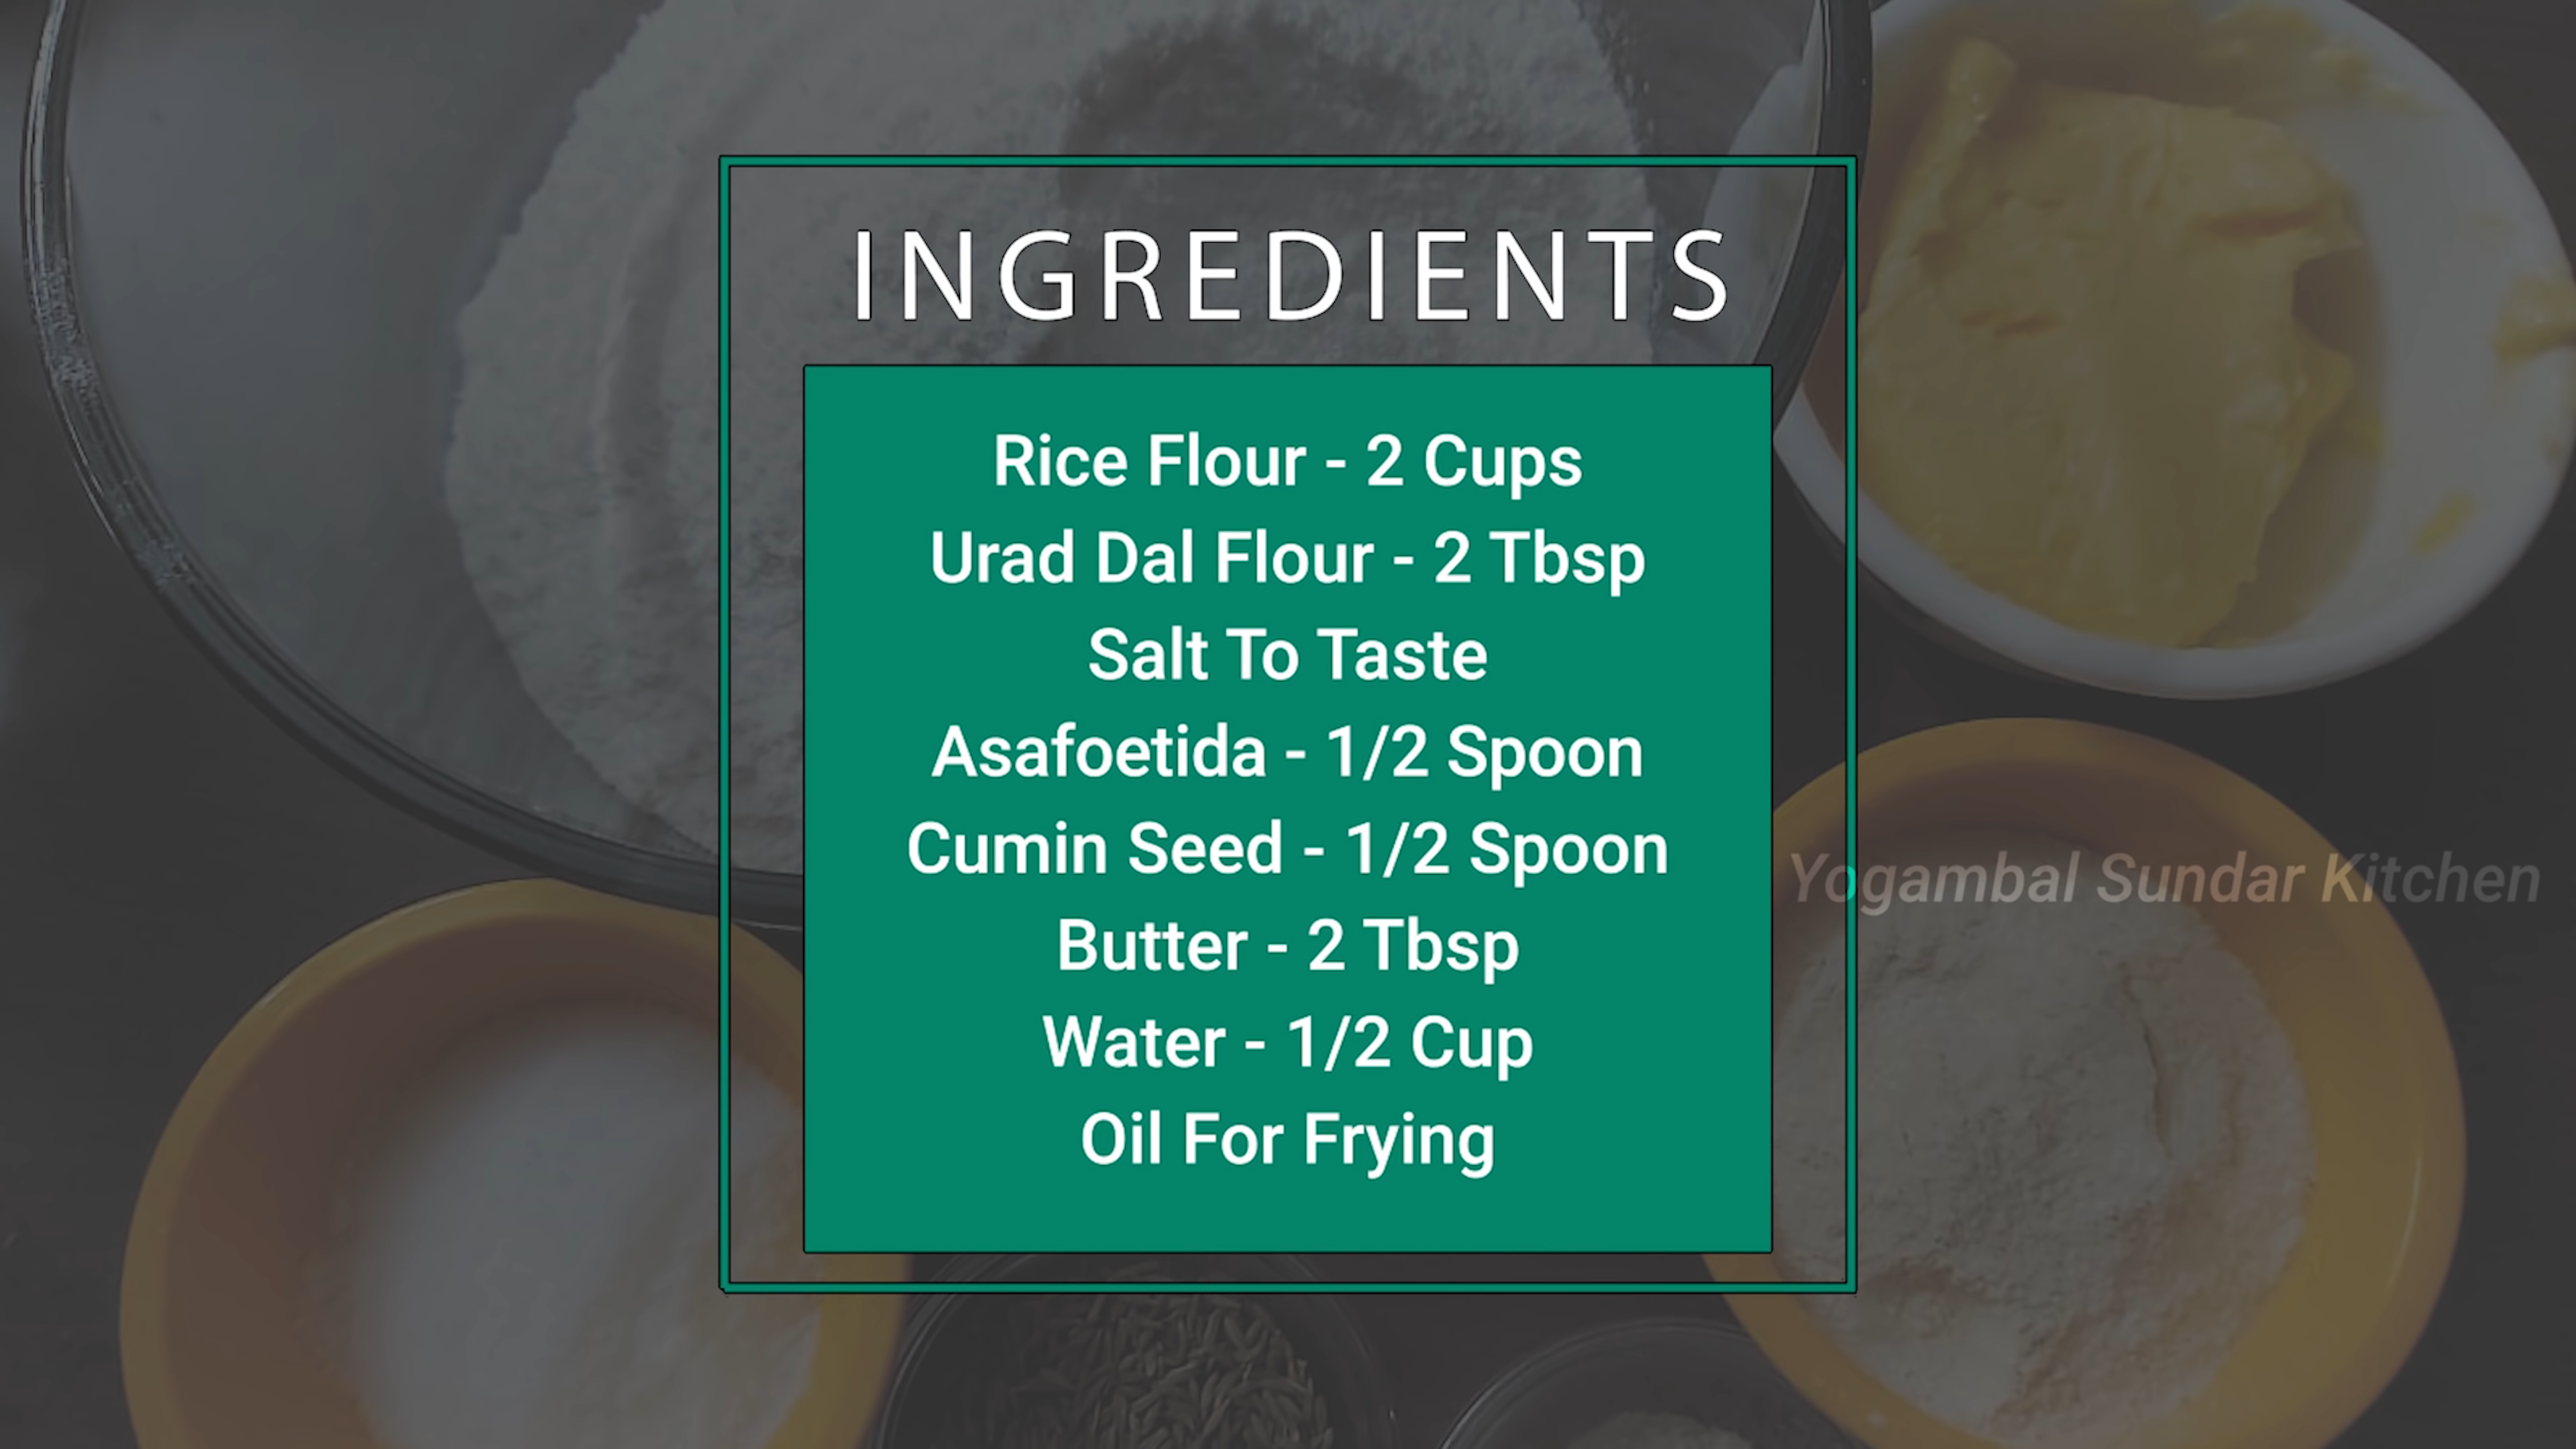 INGREDIENTS
Rice Flour - 2 Cups
Urad Dal Flour - 2 Tbsp
Salt To Taste
Asafoetida - 1/2 Spoon
Cumin Seed - 1/2 Spoon
Butter - 2 Tbsp
Water - 1/2 Cup
Oil For Frying
Yogambal Sundar Kitchen